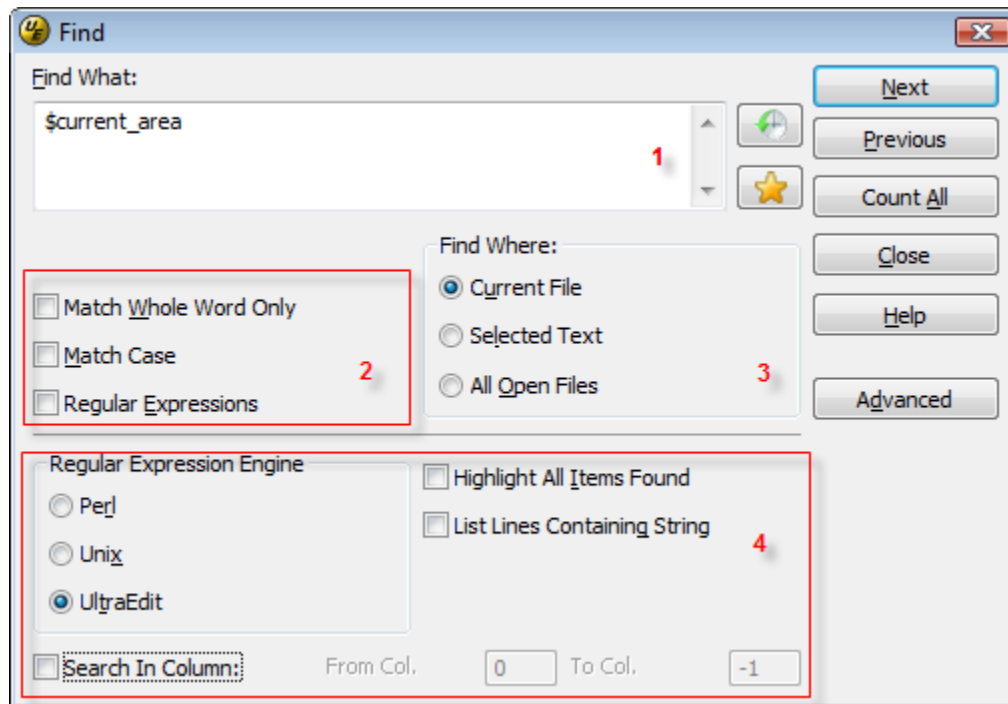 Find
Find What:
$current_area
1
Next
Previous
Count All
Close
Help
Advanced
Match Whole Word Only
Match Case
Regular Expressions
2
Find Where:
Current File
Selected Text
All Open Files
3
Regular Expression Engine
Perl
Unix
UltraEdit
Highlight All Items Found
List Lines Containing String
4
Search In Column:
From Col.
0
To Col.
-1